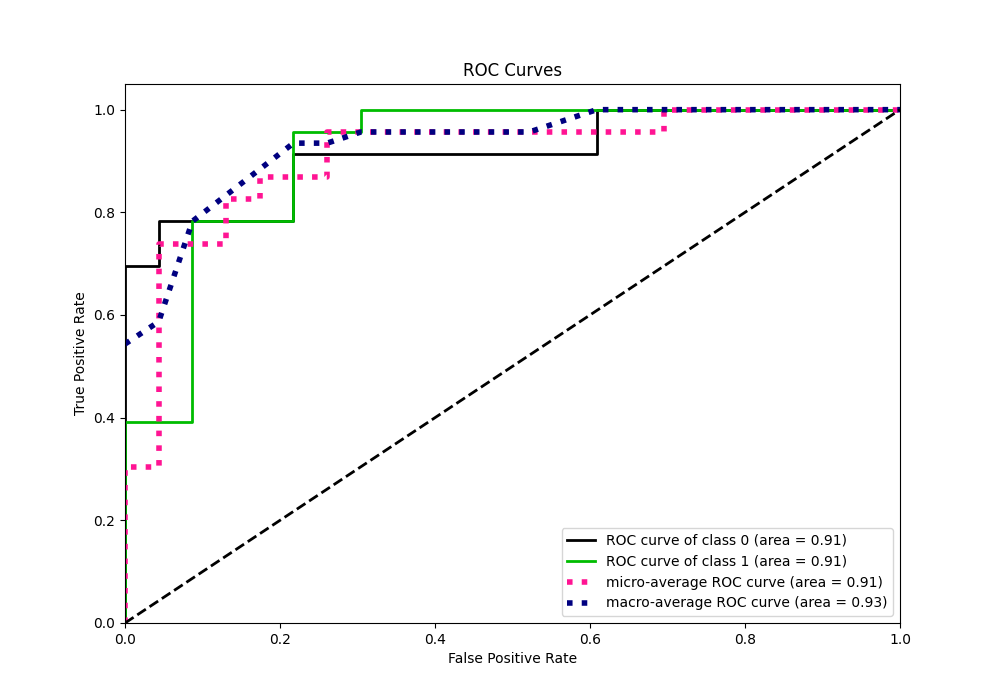 ROC Curves
True Positive Rate
1.0
0.8
0.6
0.4
0.2
0.0
0.0 0.2 0.4 0.6 0.8 1.0
False Positive Rate
ROC curve of class 0 (area = 0.91)
ROC curve of class 1 (area = 0.91)
micro-average ROC curve (area = 0.91)
macro-average ROC curve (area = 0.93)